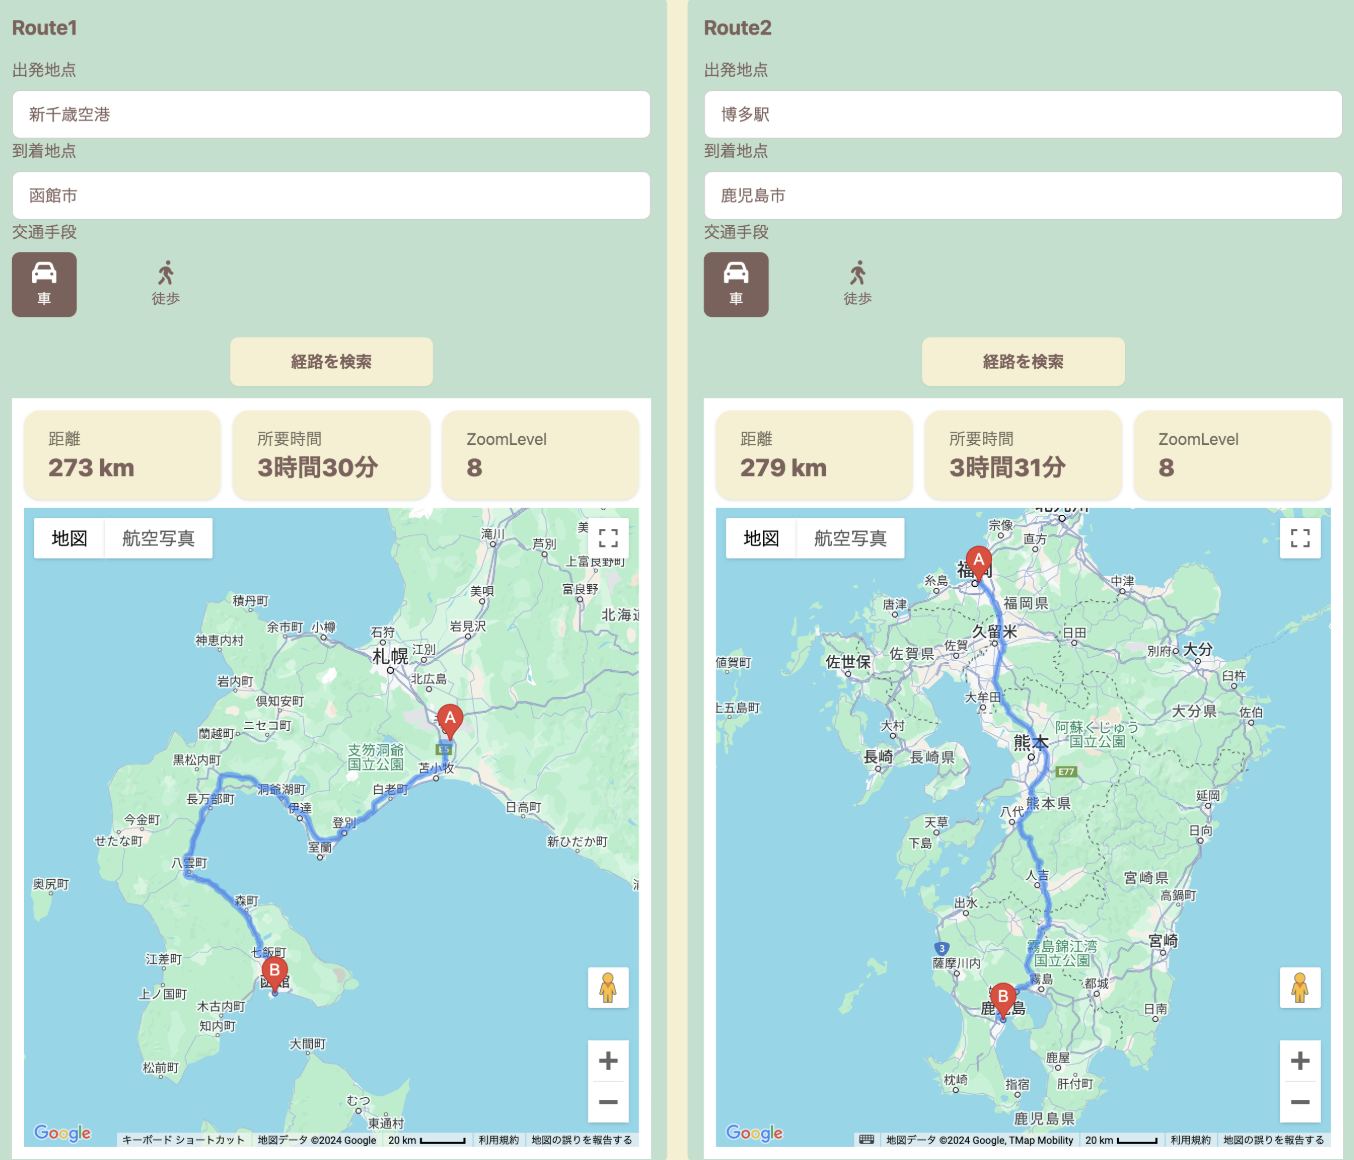 Route1
出発地点
新千歳空港
到着地点
函館市
交通手段
車
徒歩
経路を検索
距離
273 km
所要時間
3時間30分
ZoomLevel
8
地図
航空写真
滝川
芦別
上富良野町
美唄
富良野
積丹町
余市町
小樽
石狩
岩見沢
北海道
神恵内村
札幌
江別
北広島
岩内町
倶知安町
ニセコ町
蘭越町
A
支笏洞爺
国立公園
E5
黒松内町
苫小牧
洞爺湖町
白老町
長万部町
伊達
日高町
今金町
登別
せたな町
室蘭
新ひだか町
八雲町
奥尻町
森町
七飯町
江差町
B
函館
上ノ国町
木古内町
知内町
大間町
松前町
むつ
東通村
Google
キーボード ショートカット
地図データ ©2024 Google
20 km
利用規約
地図の誤りを報告する
Route2
出発地点
博多駅
到着地点
鹿児島市
交通手段
車
徒歩
経路を検索
距離
279 km
所要時間
3時間31分
ZoomLevel
8
地図
航空写真
北九州
宗像
直方
A
福岡
糸島
中津
唐津
福岡県
久留米
日田
佐賀
佐賀県
別府
大分
佐世保
臼杵
大牟田
上五島町
大分県
佐伯
大村
阿蘇くじゅう
国立公園
熊本
長崎
長崎県
E77
延岡
熊本県
八代
天草
下島
日向
人吉
宮崎県
高鍋町
出水
宮崎
3
霧島錦江湾
国立公園
薩摩川内
霧島
都城
B
鹿児島
日南
鹿屋
枕崎
指宿
肝付町
鹿児島県
Google
地図データ ©2024 Google, TMap Mobility
20 km
利用規約
地図の誤りを報告する